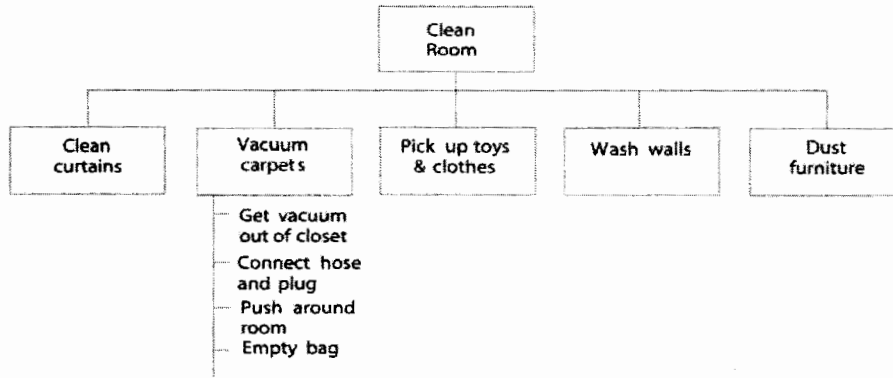 Clean
Room
Clean
curtains
Vacuum
carpets
Pick up toys
& clothes
Wash walls
Dust
furniture
Get vacuum
out of closet
Connect hose
and plug
Push around
room
Empty bag